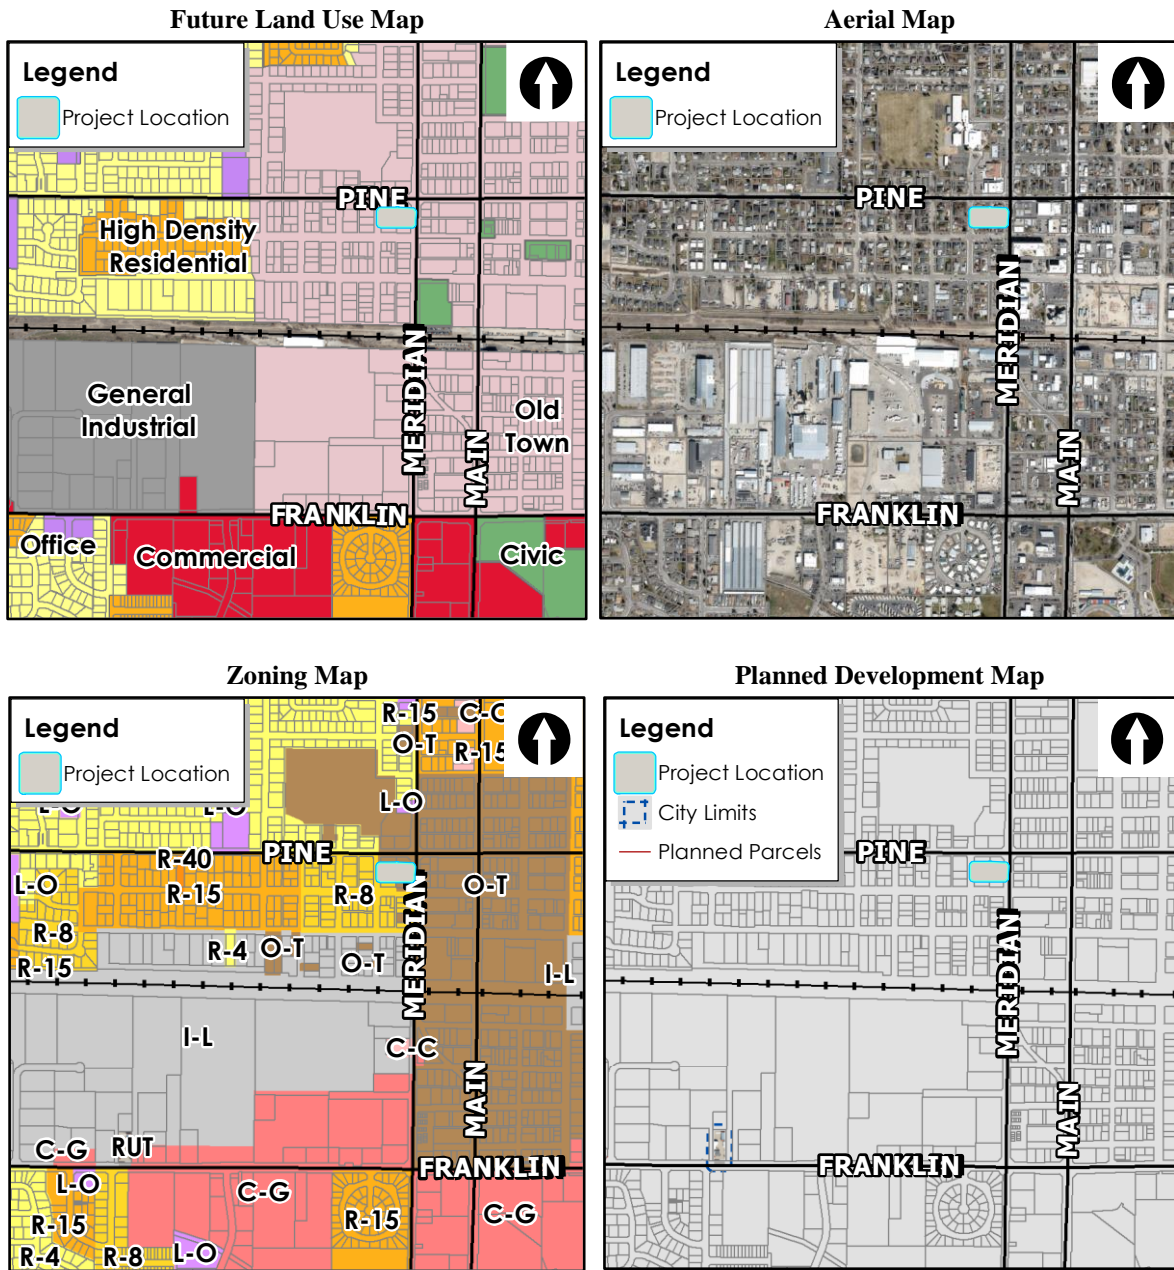 Future Land Use Map
Legend
Project Location
PINE
High Density
Residential
MERIDIAN
General
Industrial
Old
Town
MAIN
FRANKLIN
Office
Commercial
Civic
Aerial Map
Legend
Project Location
PINE
MERIDIAN
MAIN
FRANKLIN
Zoning Map
Legend
Project Location
R-15
C-C
O-T
R-15
L-O
L-O
L-O
PINE
R-40
L-O
R-15
R-8
O-T
MERIDIAN
R-8
R-4
O-T
O-T
R-15
I-L
I-L
C-C
MAIN
C-G
RUT
FRANKLIN
L-O
C-G
R-15
R-15
C-G
R-4
R-8
L-O
Planned Development Map
Legend
Project Location
City Limits
Planned Parcels
PINE
MERIDIAN
MAIN
FRANKLIN